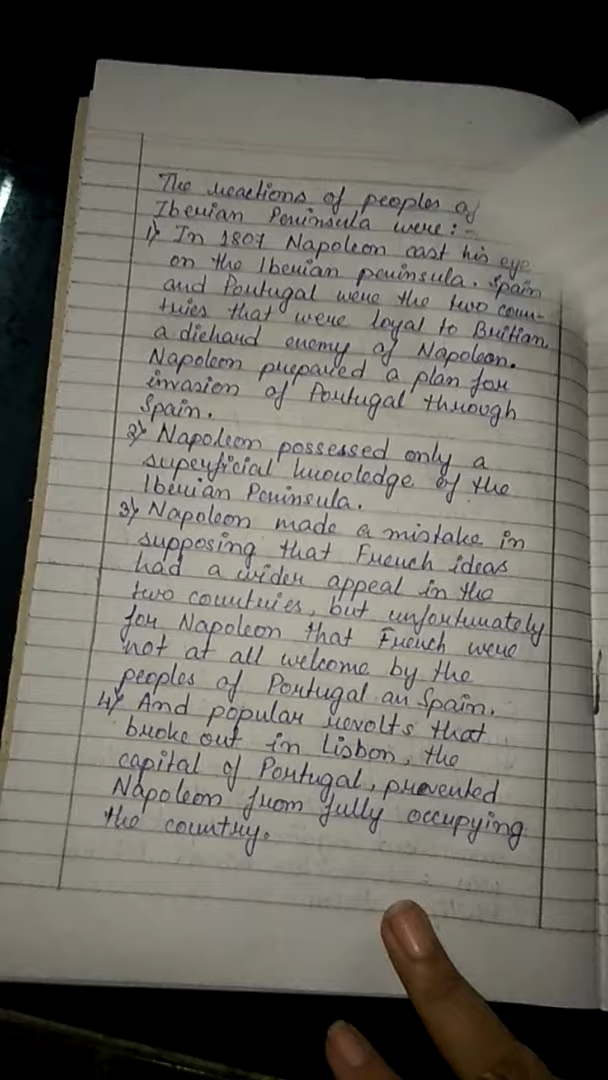 The reactions of peoples of
Iberian Peninsula were :-
1) In 1807 Napoleon cast his eye
on the Iberian peninsula. Spain
and Portugal were the two coun-
tries that were loyal to Britian,
a diehard enemy of Napoleon.
Napoleon prepared a plan for
invasion of Portugal through
Spain.
2) Napoleon possessed only a
superficial knowledge of the
Iberian Peninsula.
3) Napoleon made a mistake in
supposing that French ideas
had a wider appeal in the
two countries, but unfortunately
for Napoleon that French were
not at all welcome by the
peoples of Portugal an Spain.
4) And popular revolts that
broke out in Lisbon, the
capital of Portugal, prevented
Napoleon from fully occupying
the country.